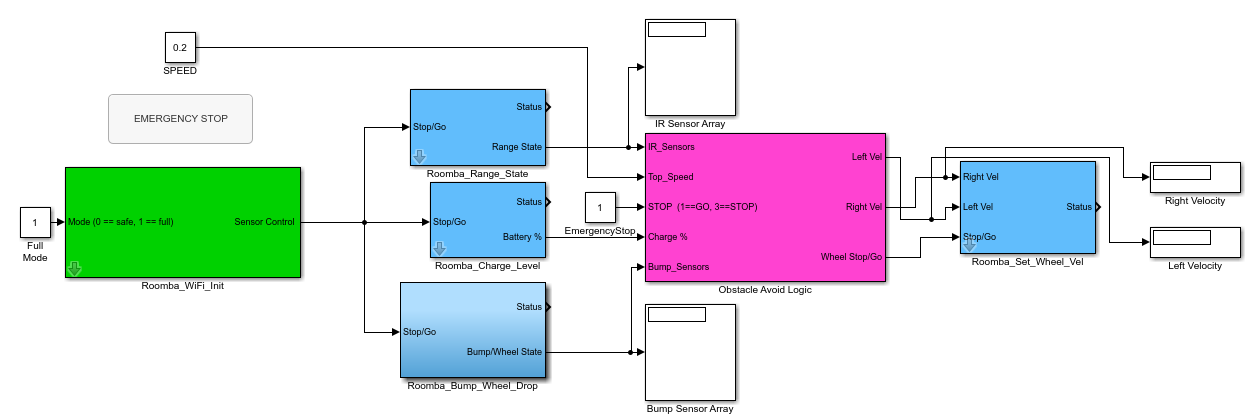 0.2
SPEED
EMERGENCY STOP
1
Full
Mode
Mode (0 == safe, 1 == full)
Sensor Control
Roomba_WiFi_Init
Status
Stop/Go
Range State
Roomba_Range_State
Status
Stop/Go
Battery %
Roomba_Charge_Level
Status
Stop/Go
Bump/Wheel State
Roomba_Bump_Wheel_Drop
IR Sensor Array
1
EmergencyStop
IR_Sensors
Top_Speed
STOP (1==GO, 3==STOP)
Charge %
Bump_Sensors
Left Vel
Right Vel
Wheel Stop/Go
Obstacle Avoid Logic
Bump Sensor Array
Right Vel
Left Vel
Stop/Go
Status
Roomba_Set_Wheel_Vel
Right Velocity
Left Velocity